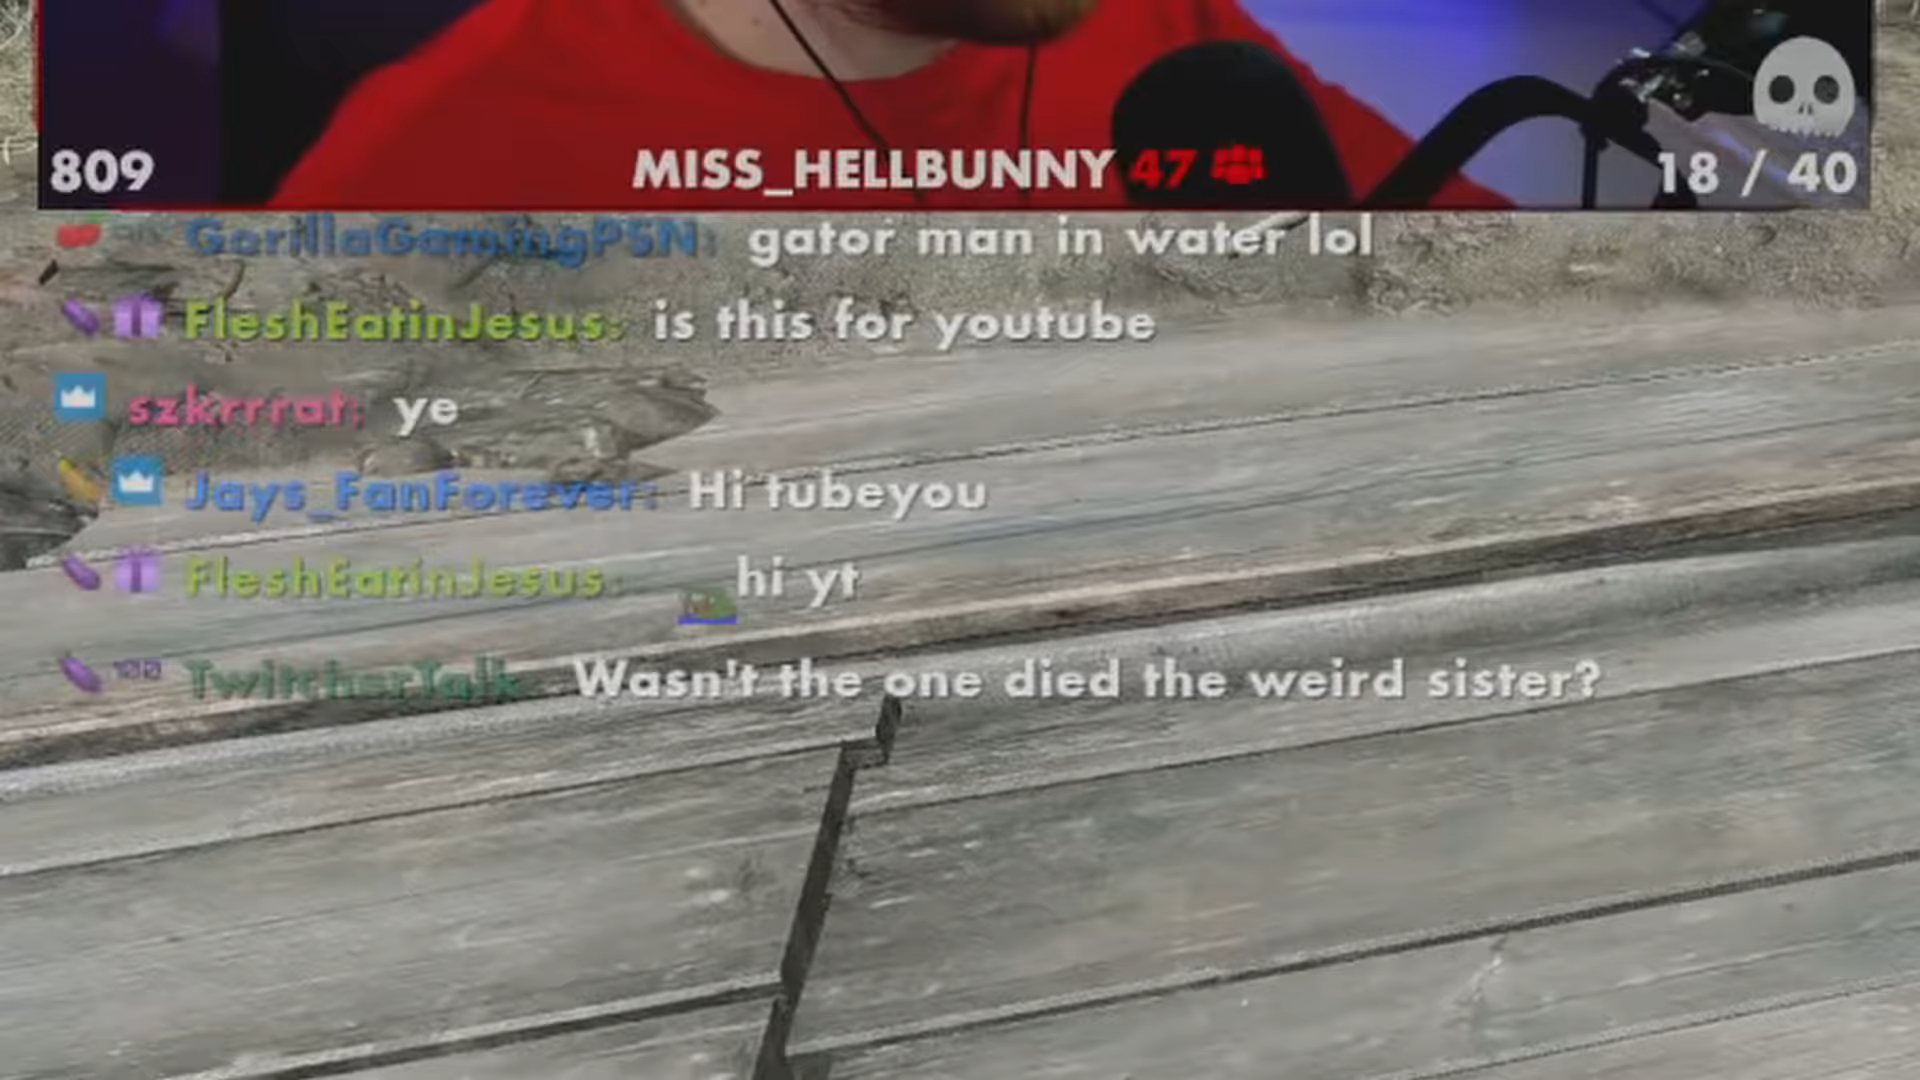 809 MISS_HELLBUNNY 47 18 / 40
GorillaGamingPSN: gator man in water lol
FleshEatinJesus: is this for youtube
szkrrrat: ye
Jays_FanForever: Hi tubeyou
FleshEatinJesus: hi yt
TwitcherTalk: Wasn't the one died the weird sister?